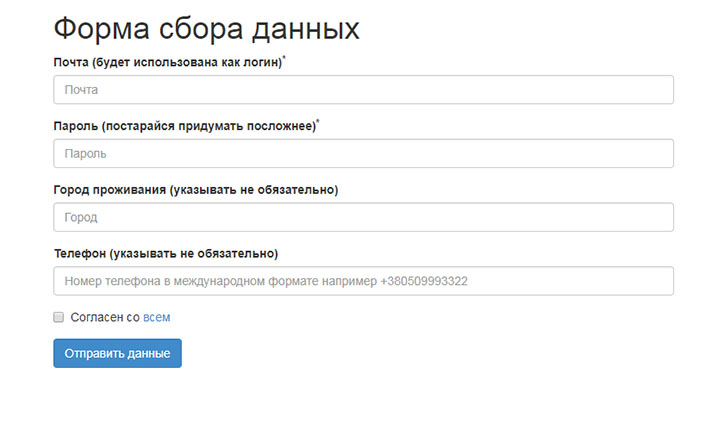 Форма сбора данных
Почта (будет использована как логин)*
Почта
Пароль (постарайся придумать посложнее)*
Пароль
Город проживания (указывать не обязательно)
Город
Телефон (указывать не обязательно)
Номер телефона в международном формате например +380509993322
Согласен со всем
Отправить данные